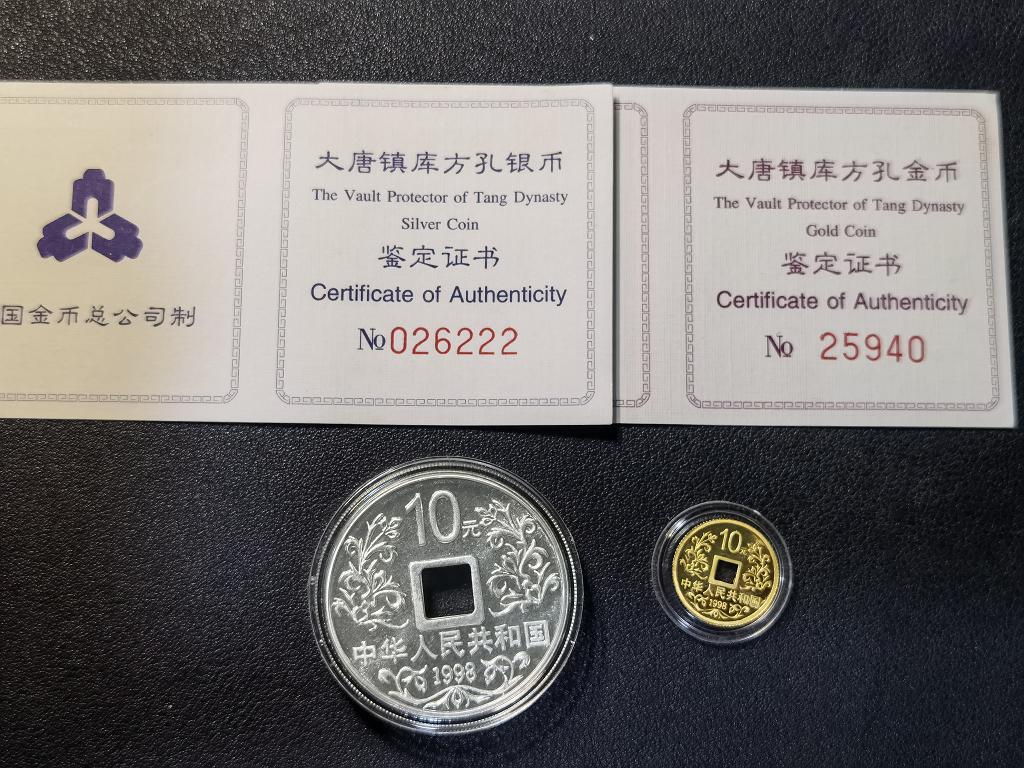 国金币总公司制
大唐镇库方孔银币
The Vault Protector of Tang Dynasty
Silver Coin
鉴定证书
Certificate of Authenticity
№026222
大唐镇库方孔金币
The Vault Protector of Tang Dynasty
Gold Coin
鉴定证书
Certificate of Authenticity
№ 25940
10元
中华人民共和国
1998
10元
中华人民共和国
1998